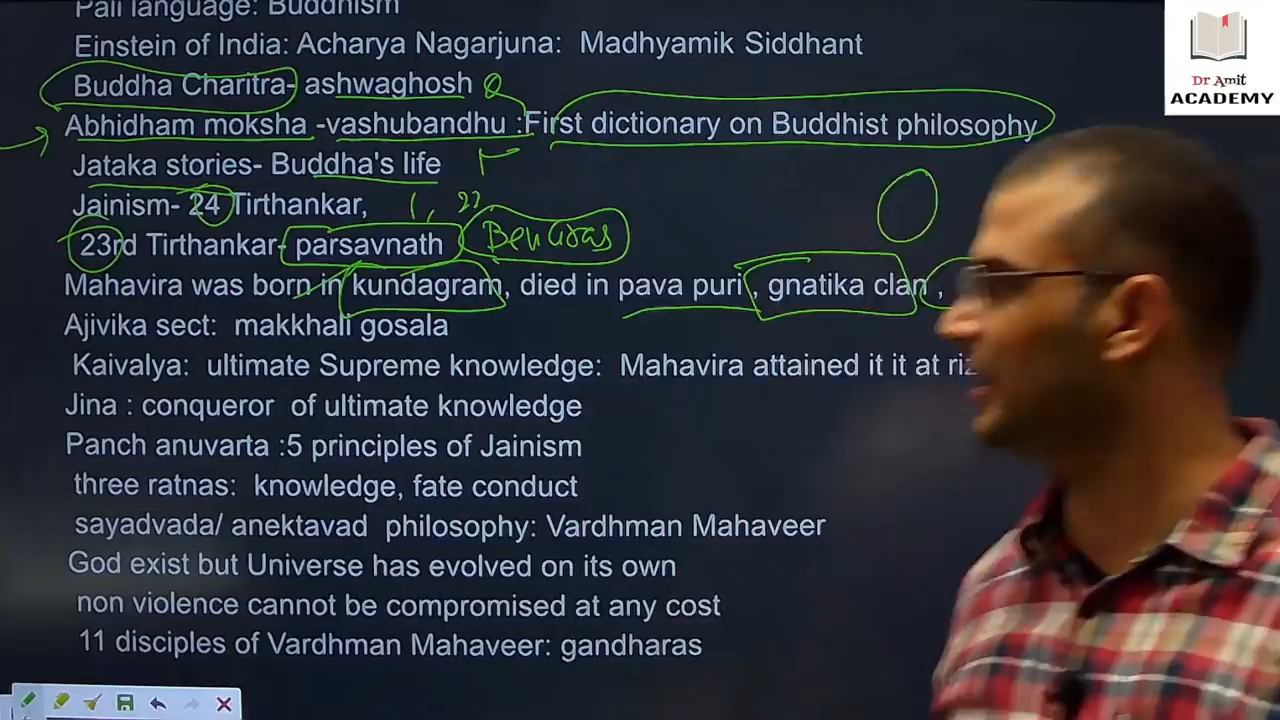 Pali language: Buddhism
Einstein of India: Acharya Nagarjuna: Madhyamik Siddhant
Buddha Charitra- ashwaghosh
Abhidham moksha -vashubandhu :First dictionary on Buddhist philosophy
Jataka stories- Buddha's life
Jainism- 24 Tirthankar, 1, 23
23rd Tirthankar- parsavnath Benaras
Mahavira was born in kundagram, died in pava puri , gnatika clan ,
Ajivika sect: makkhali gosala
Kaivalya: ultimate Supreme knowledge: Mahavira attained it it at
Jina : conqueror of ultimate knowledge
Panch anuvarta :5 principles of Jainism
three ratnas: knowledge, fate conduct
sayadvada/ anektavad philosophy: Vardhman Mahaveer
God exist but Universe has evolved on its own
non violence cannot be compromised at any cost
11 disciples of Vardhman Mahaveer: gandharas
Dr Amit
ACADEMY